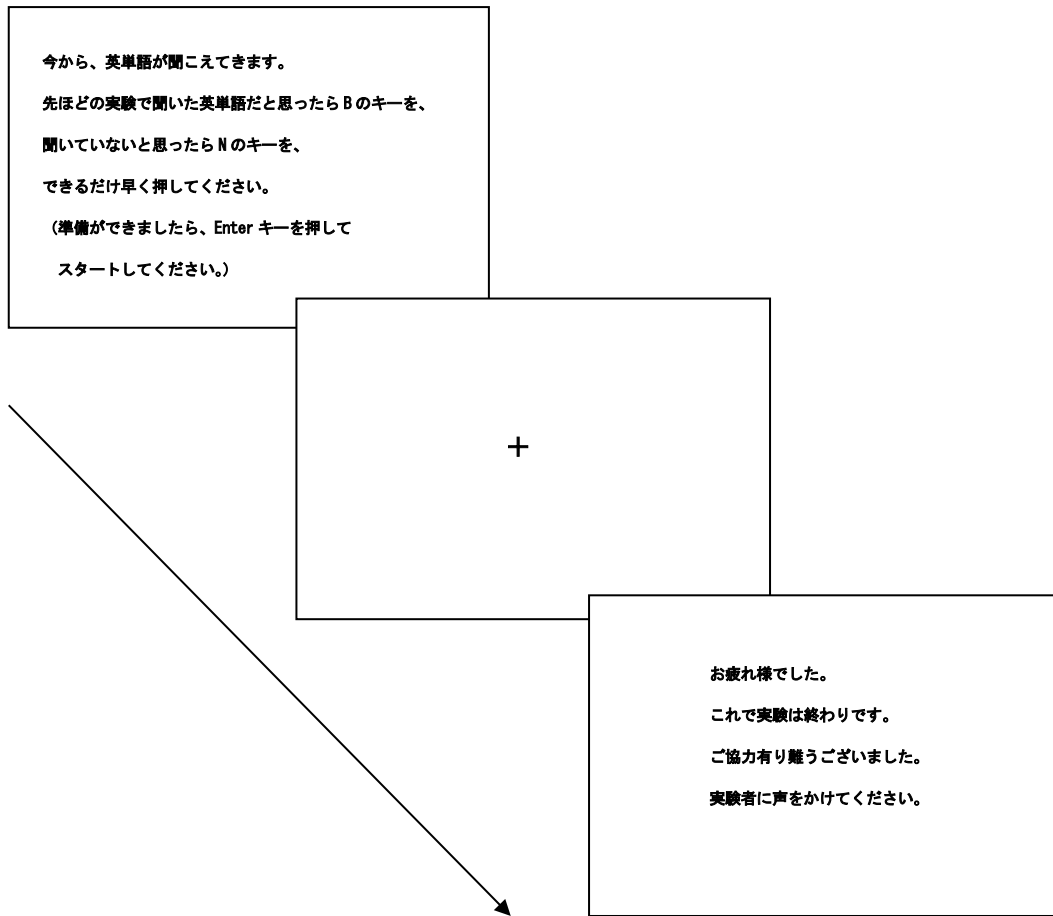 今から、英単語が聞こえてきます。
先ほどの実験で聞いた英単語だと思ったら B のキーを、
聞いていないと思ったら N のキーを、
できるだけ早く押してください。
（準備ができましたら、Enter キーを押して
スタートしてください。）
+
お疲れ様でした。
これで実験は終わりです。
ご協力有り難うございました。
実験者に声をかけてください。